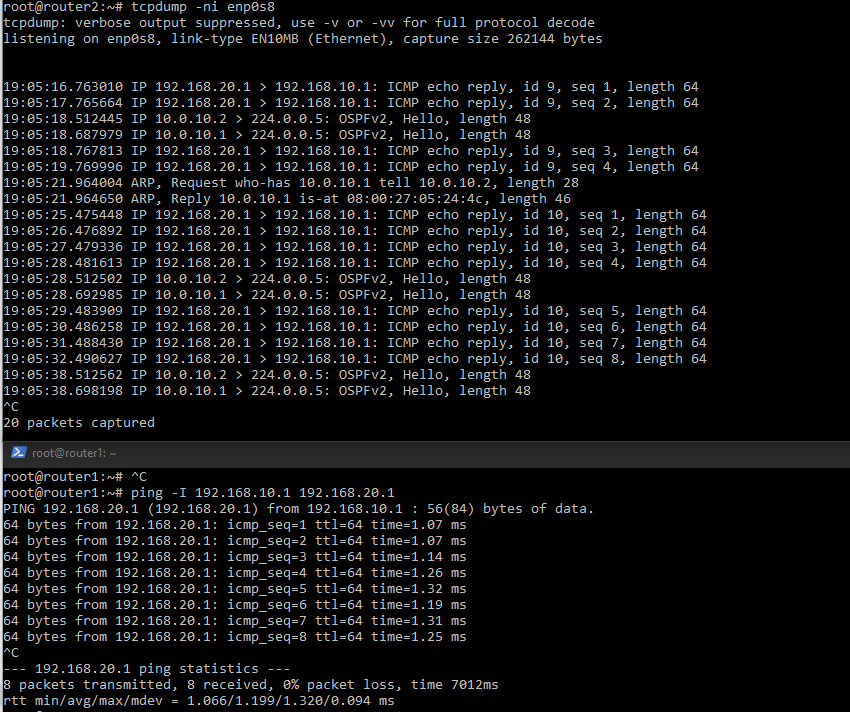 root@router2:~# tcpdump -ni enp0s8
tcpdump: verbose output suppressed, use -v or -vv for full protocol decode
listening on enp0s8, link-type EN10MB (Ethernet), capture size 262144 bytes
19:05:16.763010 IP 192.168.20.1 > 192.168.10.1: ICMP echo reply, id 9, seq 1, length 64
19:05:17.765664 IP 192.168.20.1 > 192.168.10.1: ICMP echo reply, id 9, seq 2, length 64
19:05:18.512445 IP 10.0.10.2 > 224.0.0.5: OSPFv2, Hello, length 48
19:05:18.687979 IP 10.0.10.1 > 224.0.0.5: OSPFv2, Hello, length 48
19:05:18.767813 IP 192.168.20.1 > 192.168.10.1: ICMP echo reply, id 9, seq 3, length 64
19:05:19.769996 IP 192.168.20.1 > 192.168.10.1: ICMP echo reply, id 9, seq 4, length 64
19:05:21.964004 ARP, Request who-has 10.0.10.1 tell 10.0.10.2, length 28
19:05:21.964650 ARP, Reply 10.0.10.1 is-at 08:00:27:05:24:4c, length 46
19:05:25.475448 IP 192.168.20.1 > 192.168.10.1: ICMP echo reply, id 10, seq 1, length 64
19:05:26.476892 IP 192.168.20.1 > 192.168.10.1: ICMP echo reply, id 10, seq 2, length 64
19:05:27.479336 IP 192.168.20.1 > 192.168.10.1: ICMP echo reply, id 10, seq 3, length 64
19:05:28.481613 IP 192.168.20.1 > 192.168.10.1: ICMP echo reply, id 10, seq 4, length 64
19:05:28.512502 IP 10.0.10.2 > 224.0.0.5: OSPFv2, Hello, length 48
19:05:28.692985 IP 10.0.10.1 > 224.0.0.5: OSPFv2, Hello, length 48
19:05:29.483909 IP 192.168.20.1 > 192.168.10.1: ICMP echo reply, id 10, seq 5, length 64
19:05:30.486258 IP 192.168.20.1 > 192.168.10.1: ICMP echo reply, id 10, seq 6, length 64
19:05:31.488430 IP 192.168.20.1 > 192.168.10.1: ICMP echo reply, id 10, seq 7, length 64
19:05:32.490627 IP 192.168.20.1 > 192.168.10.1: ICMP echo reply, id 10, seq 8, length 64
19:05:38.512562 IP 10.0.10.2 > 224.0.0.5: OSPFv2, Hello, length 48
19:05:38.698198 IP 10.0.10.1 > 224.0.0.5: OSPFv2, Hello, length 48
^C
20 packets captured
root@router1: ~
root@router1:~# ^C
root@router1:~# ping -I 192.168.10.1 192.168.20.1
PING 192.168.20.1 (192.168.20.1) from 192.168.10.1 : 56(84) bytes of data.
64 bytes from 192.168.20.1: icmp_seq=1 ttl=64 time=1.07 ms
64 bytes from 192.168.20.1: icmp_seq=2 ttl=64 time=1.07 ms
64 bytes from 192.168.20.1: icmp_seq=3 ttl=64 time=1.14 ms
64 bytes from 192.168.20.1: icmp_seq=4 ttl=64 time=1.26 ms
64 bytes from 192.168.20.1: icmp_seq=5 ttl=64 time=1.32 ms
64 bytes from 192.168.20.1: icmp_seq=6 ttl=64 time=1.19 ms
64 bytes from 192.168.20.1: icmp_seq=7 ttl=64 time=1.31 ms
64 bytes from 192.168.20.1: icmp_seq=8 ttl=64 time=1.25 ms
^C
--- 192.168.20.1 ping statistics ---
8 packets transmitted, 8 received, 0% packet loss, time 7012ms
rtt min/avg/max/mdev = 1.066/1.199/1.320/0.094 ms